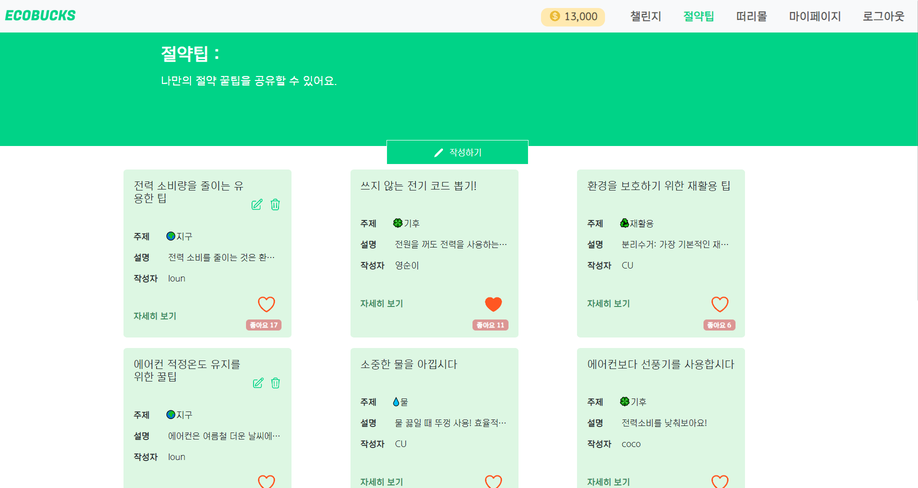 ECOBUCKS
13,000 챌린지 절약팁 떠리몰 마이페이지 로그아웃
절약팁 :
나만의 절약 꿀팁을 공유할 수 있어요.
작성하기
전력 소비량을 줄이는 유
용한 팁
주제 지구
설명 전력 소비를 줄이는 것은 환…
작성자 loun
자세히 보기
좋아요 17
쓰지 않는 전기 코드 뽑기!
주제 기후
설명 전원을 꺼도 전력을 사용하는…
작성자 영순이
자세히 보기
좋아요 11
환경을 보호하기 위한 재활용 팁
주제 재활용
설명 분리수거: 가장 기본적인 재…
작성자 CU
자세히 보기
좋아요 6
에어컨 적정온도 유지를
위한 꿀팁
주제 지구
설명 에어컨은 여름철 더운 날씨에…
작성자 loun
소중한 물을 아낍시다
주제 물
설명 물 끓일 때 뚜껑 사용! 효율적…
작성자 CU
자세히 보기
에어컨보다 선풍기를 사용합시다
주제 기후
설명 전력소비를 낮춰보아요!
작성자 coco
자세히 보기